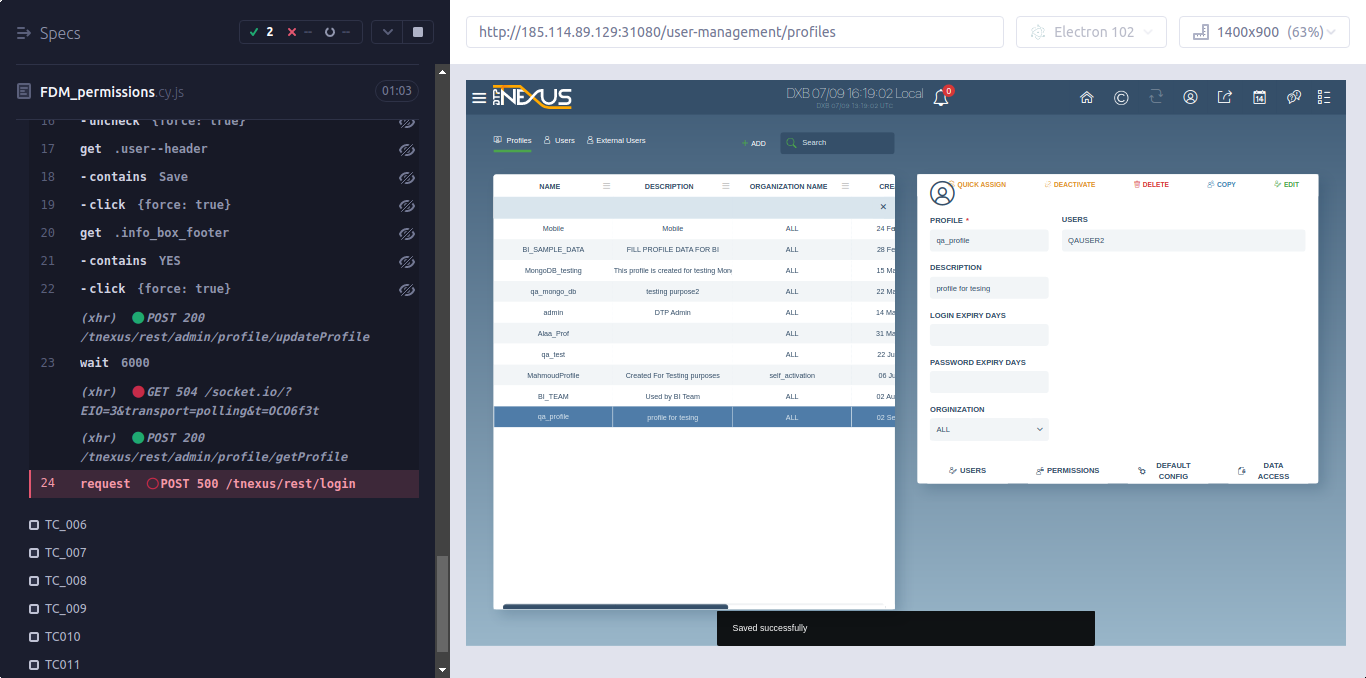 Specs
2
--
--
FDM_permissions.cy.js
01:03
16 -uncheck {force: true}
17 get .user--header
18 -contains Save
19 -click {force: true}
20 get .info_box_footer
21 -contains YES
22 -click {force: true}
(xhr) POST 200
/tnexus/rest/admin/profile/updateProfile
23 wait 6000
(xhr) GET 504 /socket.io/?
EIO=3&transport=polling&t=OCO6f3t
(xhr) POST 200
/tnexus/rest/admin/profile/getProfile
24 request POST 500 /tnexus/rest/login
TC_006
TC_007
TC_008
TC_009
TC010
TC011
http://185.114.89.129:31080/user-management/profiles
Electron 102
1400x900 (63%)
DTP NEXUS
DXB 07/09 16:19:02 Local
DXB 07/09 13:19:02 UTC
0
14
Profiles Users External Users
+ ADD
Search
NAME DESCRIPTION ORGANIZATION NAME CRE
Mobile Mobile ALL 24 Fe
BI_SAMPLE_DATA FILL PROFILE DATA FOR BI ALL 28 Fe
MongoDB_testing This profile is created for testing Mon ALL 15 Ma
qa_mongo_db testing purpose2 ALL 22 Ma
admin DTP Admin ALL 14 Ma
Alaa_Prof ALL 31 Ma
qa_test ALL 22 Ju
MahmoudProfile Created For Testing purposes self_activation 06 Ju
BI_TEAM Used by BI Team ALL 02 Au
qa_profile profile for tesing ALL 02 Se
QUICK ASSIGN DEACTIVATE DELETE COPY EDIT
PROFILE * USERS
qa_profile QAUSER2
DESCRIPTION
profile for tesing
LOGIN EXPIRY DAYS
PASSWORD EXPIRY DAYS
ORGINIZATION
ALL
USERS PERMISSIONS DEFAULT CONFIG DATA ACCESS
Saved successfully